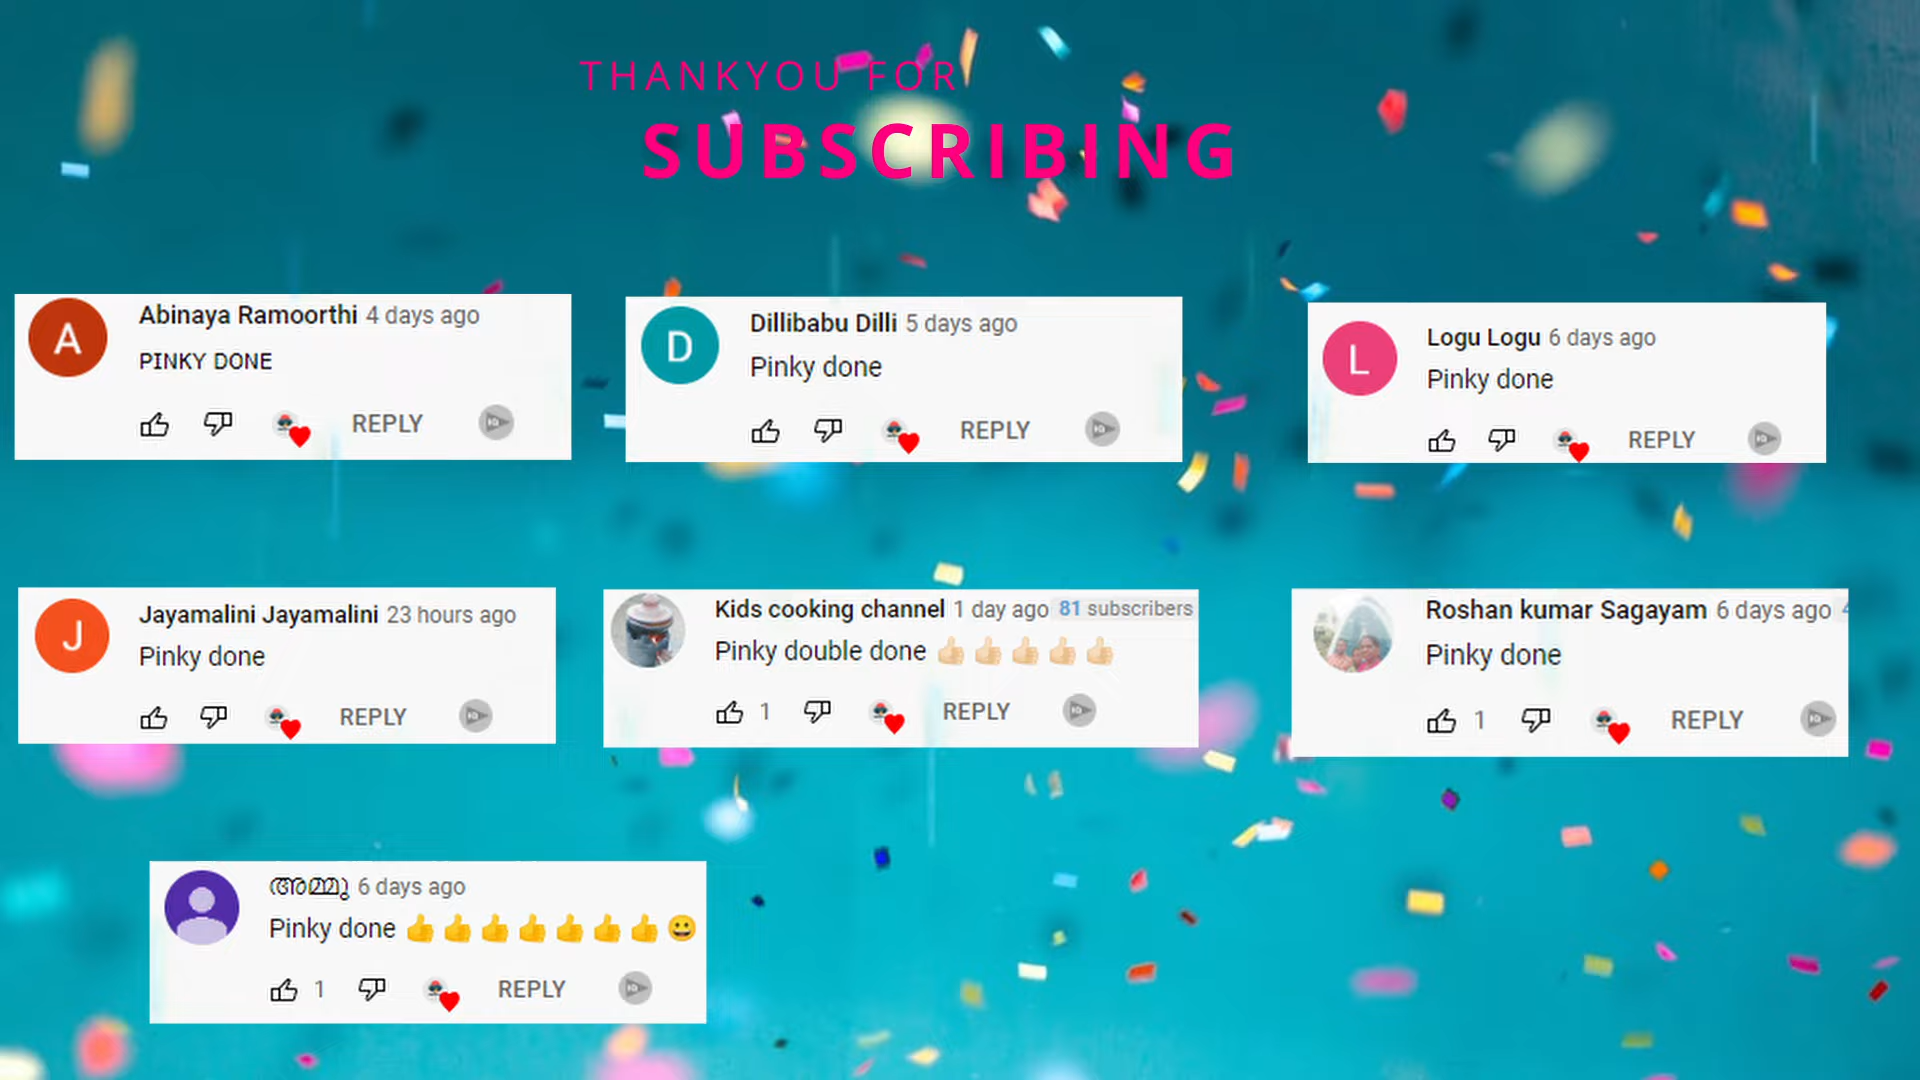 THANKYOU FOR
SUBSCRIBING
A
Abinaya Ramoorthi 4 days ago
PINKY DONE
REPLY
D
Dillibabu Dilli 5 days ago
Pinky done
REPLY
L
Logu Logu 6 days ago
Pinky done
REPLY
J
Jayamalini Jayamalini 23 hours ago
Pinky done
REPLY
Kids cooking channel 1 day ago 81 subscribers
Pinky double done 👍🏻👍🏻👍🏻👍🏻👍🏻
1 REPLY
Roshan kumar Sagayam 6 days ago
Pinky done
1 REPLY
അമ്മു 6 days ago
Pinky done 👍👍👍👍👍👍👍😀
1 REPLY